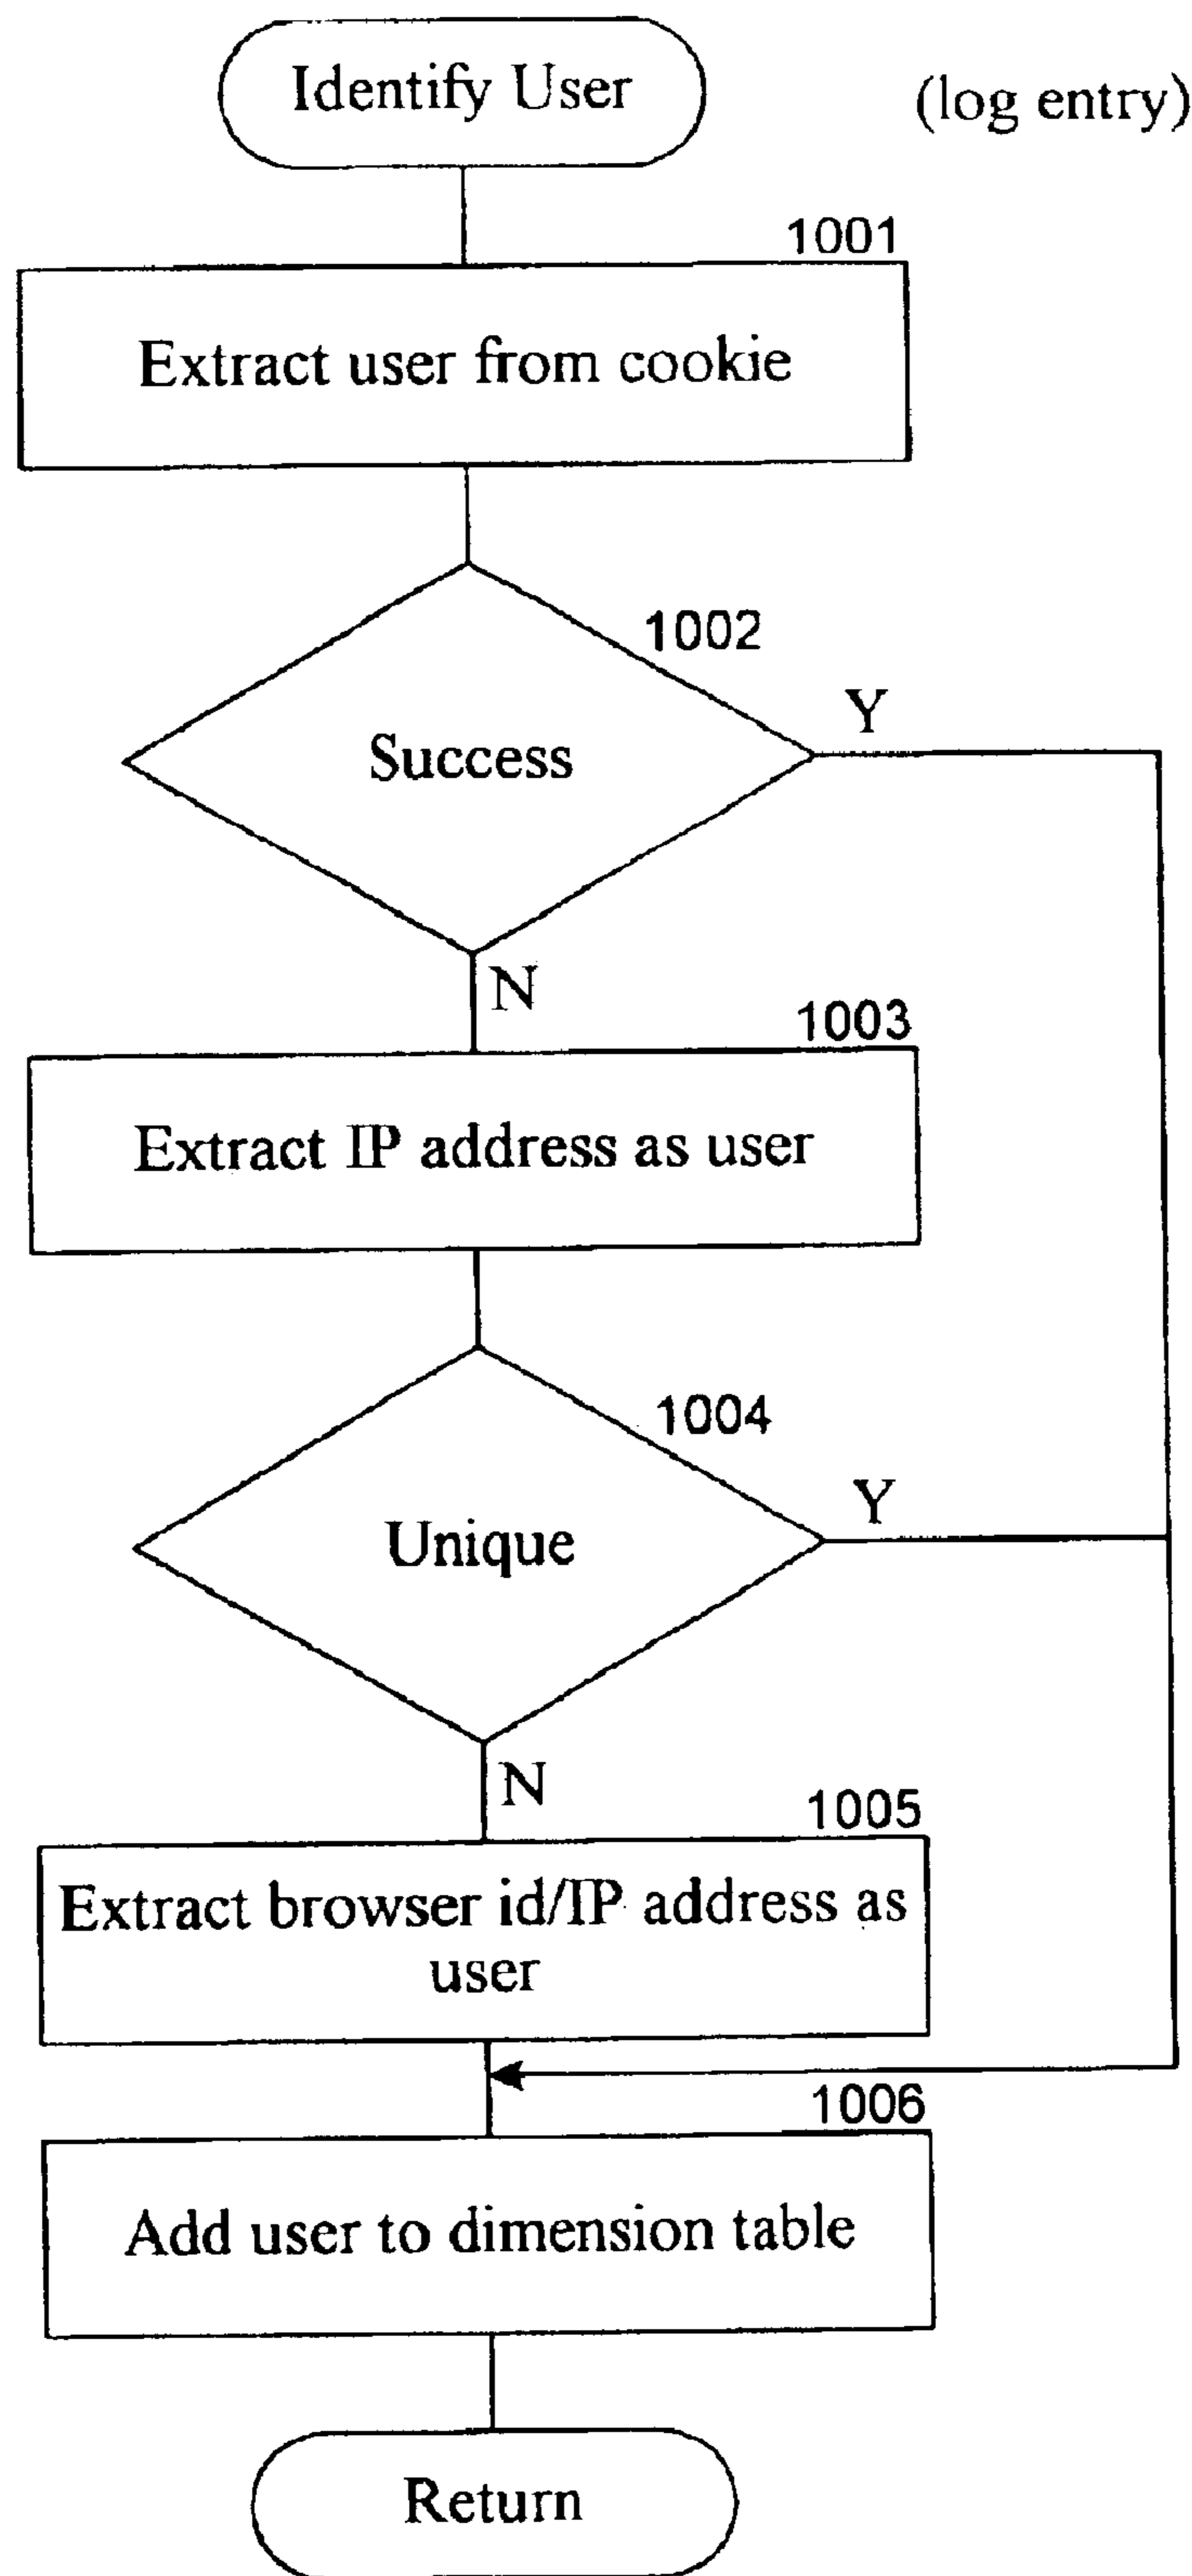 Identify User
(log entry)
1001
Extract user from cookie
1002
Success
Y
N
1003
Extract IP address as user
1004
Unique
Y
N
1005
Extract browser id/IP address as
user
1006
Add user to dimension table
Return